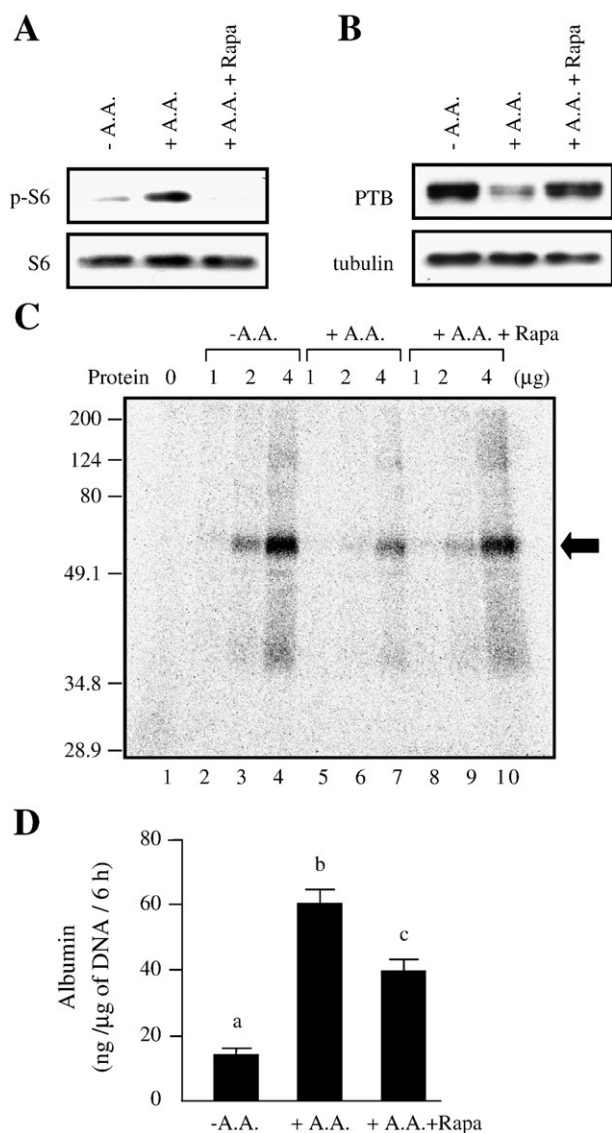 A
- A.A.
+ A.A.
+ A.A. + Rapa
p-S6
S6
B
- A.A.
+ A.A.
+ A.A. + Rapa
PTB
tubulin
C
-A.A. + A.A. + A.A. + Rapa
Protein 0 1 2 4 1 2 4 1 2 4 (µg)
200
124
80
49.1
34.8
28.9
1 2 3 4 5 6 7 8 9 10
D
Albumin
(ng /µg of DNA / 6 h)
80
60
40
20
0
a
b
c
-A.A. + A.A. + A.A.+Rapa